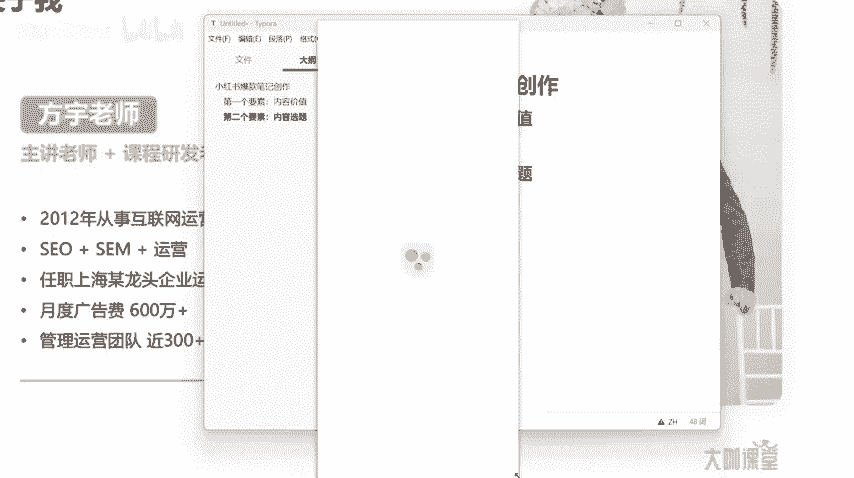 关于我
方宇老师
主讲老师 + 课程研发老
2012年从事互联网运营
SEO + SEM + 运营
任职上海某龙头企业运
月度广告费 600万+
管理运营团队 近300+
Untitled• - Typora
文件(F) 编辑(E) 段落(P) 格式(
文件 大纲
小红书爆款笔记创作
第一个要素：内容价值
第二个要素：内容选题
创作
值
题
ZH 48 词
大咖课堂